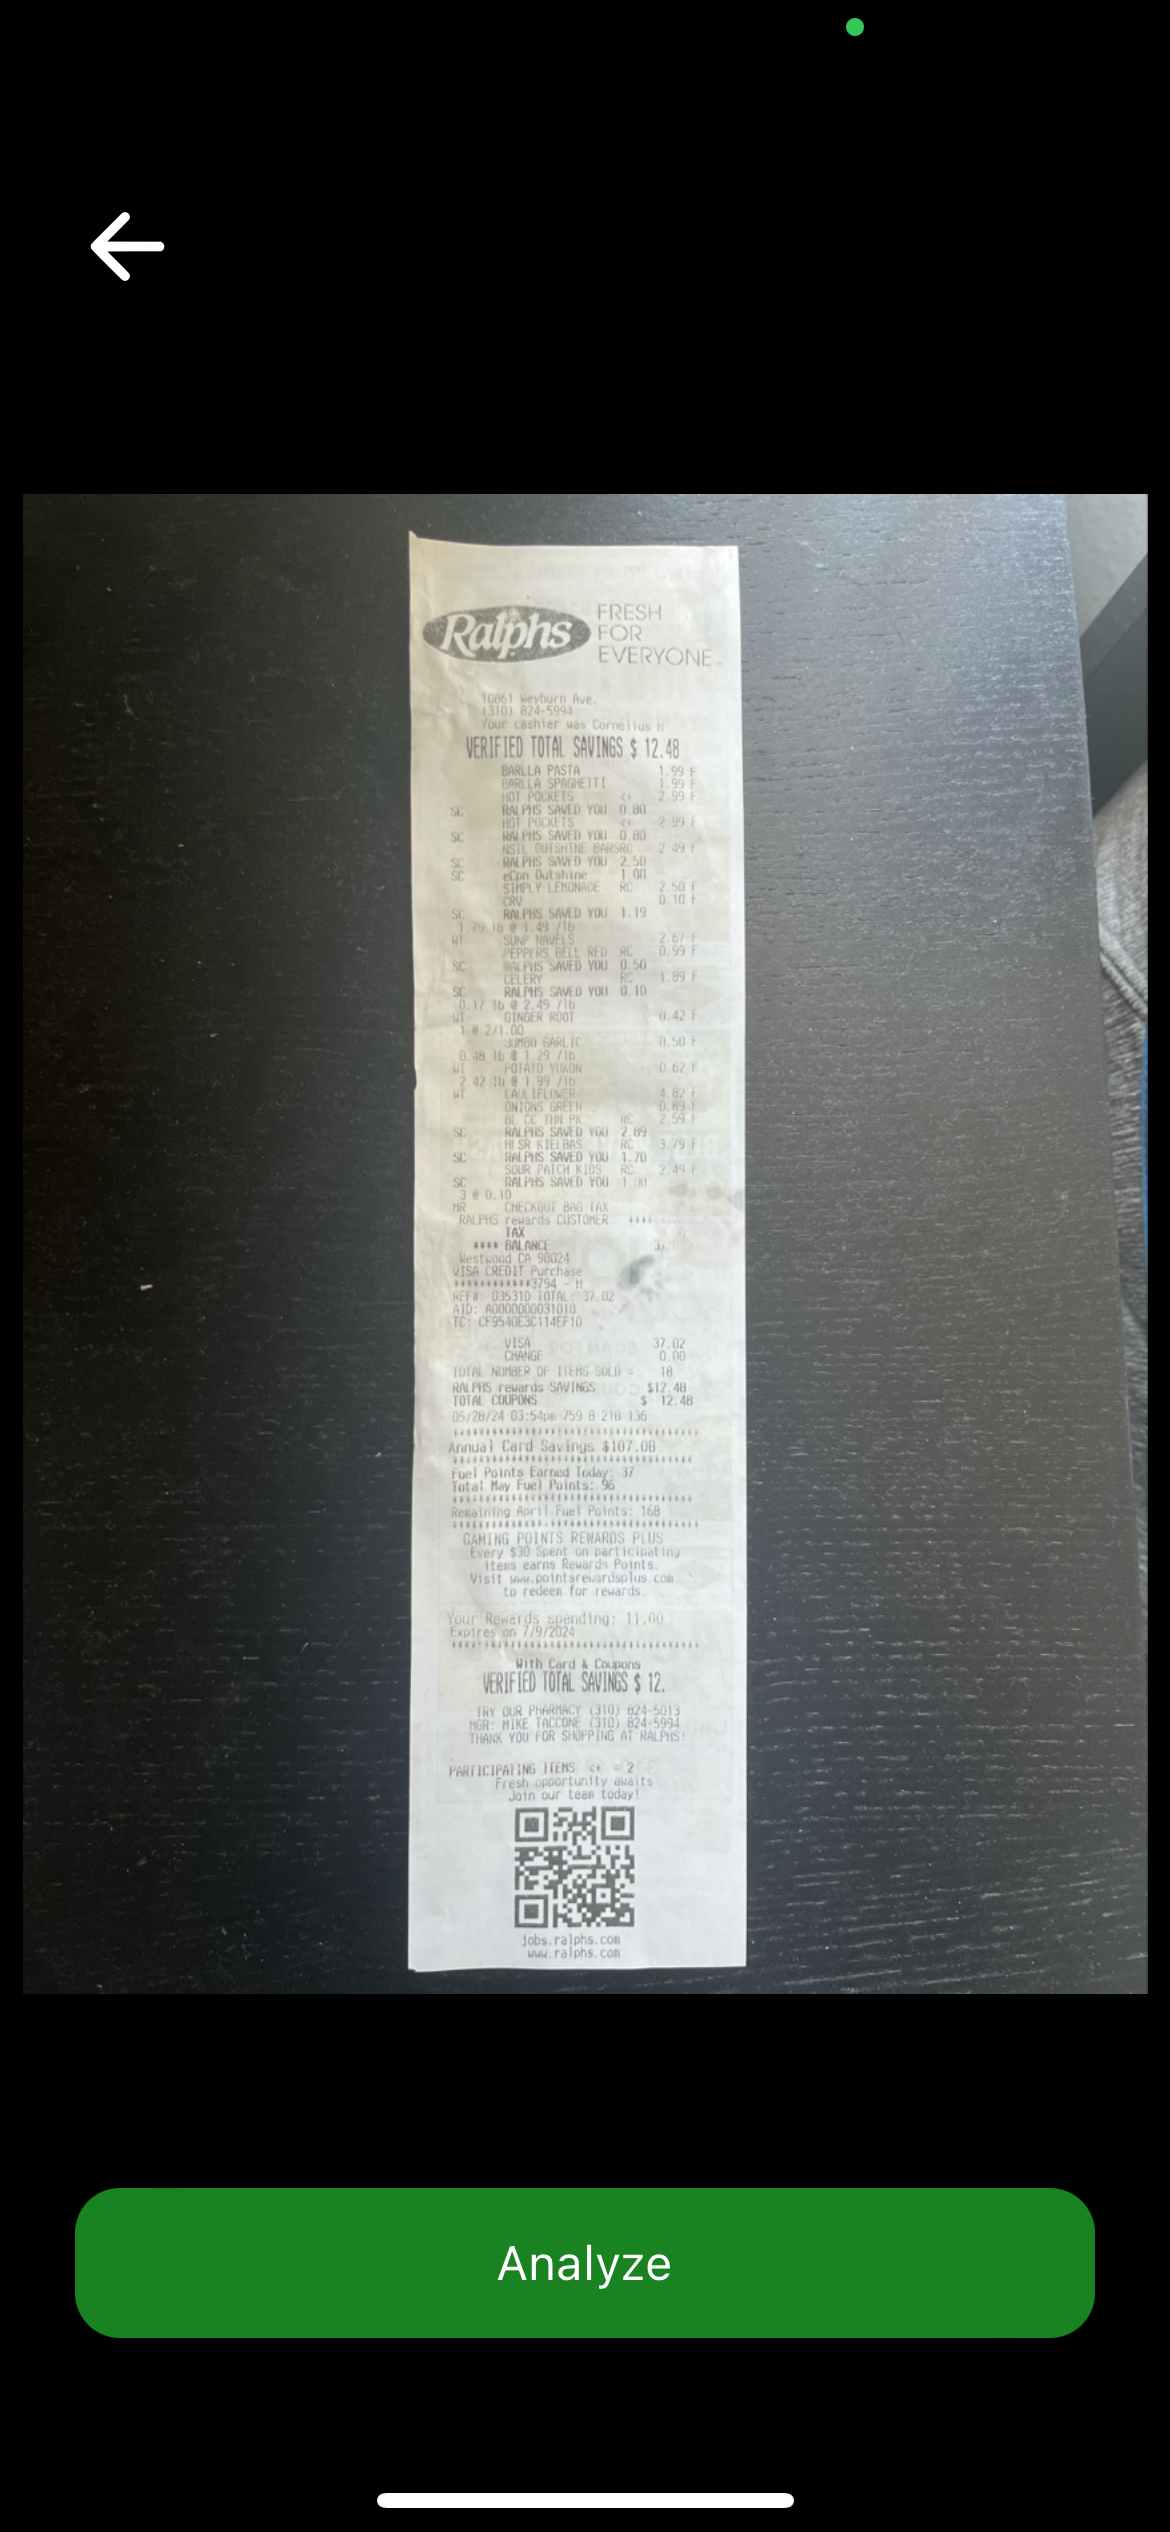 Ralphs
FRESH
FOR
EVERYONE
10861 Weyburn Ave.
(310) 824-5994
Your cashier was Cornelius H
VERIFIED TOTAL SAVINGS $ 12.48
BARLLA PASTA 1.99 F
BARLLA SPAGHETTI 1.99 F
HOT POCKETS <+ 2.99 F
SC RALPHS SAVED YOU 0.80
HOT POCKETS <+ 2.99 F
SC RALPHS SAVED YOU 0.80
NSTL OUTSHINE BARSRC 2.49 F
SC RALPHS SAVED YOU 2.50
SC eCpn Outshine 1.00
SIMPLY LEMONADE RC 2.50 F
CRV 0.10 F
SC RALPHS SAVED YOU 1.19
1.79 lb @ 1.49 /lb
WT SUNP NAVELS 2.67 F
PEPPERS BELL RED RC 0.99 F
SC RALPHS SAVED YOU 0.50
CELERY RC 1.89 F
SC RALPHS SAVED YOU 0.10
0.17 lb @ 2.49 /lb
WT GINGER ROOT 0.42 F
1 @ 2/1.00
JUMBO GARLIC 0.50 F
0.48 lb @ 1.29 /lb
WT POTATO YUKON 0.62 F
2.42 lb @ 1.99 /lb
WT CAULIFLOWER 4.82 F
ONIONS GREEN 0.89 F
BL CC THN PK RC 2.59 F
SC RALPHS SAVED YOU 2.89
HLSR KIELBAS RC 3.79 F
SC RALPHS SAVED YOU 1.70
SOUR PATCH KIDS RC 2.49 F
SC RALPHS SAVED YOU 1.00
3 @ 0.10
MR CHECKOUT BAG TAX
RALPHS rewards CUSTOMER ****
TAX
**** BALANCE
Westwood CA 90024
VISA CREDIT Purchase
************3794 - H
REF#: 03531D TOTAL: 37.02
AID: A0000000031010
TC: CF9540E3C114EF10
VISA 37.02
CHANGE 0.00
TOTAL NUMBER OF ITEMS SOLD = 18
RALPHS rewards SAVINGS $12.48
TOTAL COUPONS $ 12.48
05/28/24 03:54pm 759 8 218 136
Annual Card Savings $107.08
Fuel Points Earned Today: 37
Total May Fuel Points: 96
Remaining April Fuel Points: 168
GAMING POINTS REWARDS PLUS
Every $30 Spent on participating
items earns Rewards Points.
Visit www.pointsrewardsplus.com
to redeem for rewards.
Your Rewards spending: 11.00
Expires on 7/9/2024
With Card & Coupons
VERIFIED TOTAL SAVINGS $ 12.
TRY OUR PHARMACY (310) 824-5013
MGR: MIKE TACCONE (310) 824-5994
THANK YOU FOR SHOPPING AT RALPHS!
PARTICIPATING ITEMS <+ = 2
Fresh opportunity awaits
Join our team today!
jobs.ralphs.com
www.ralphs.com
Analyze